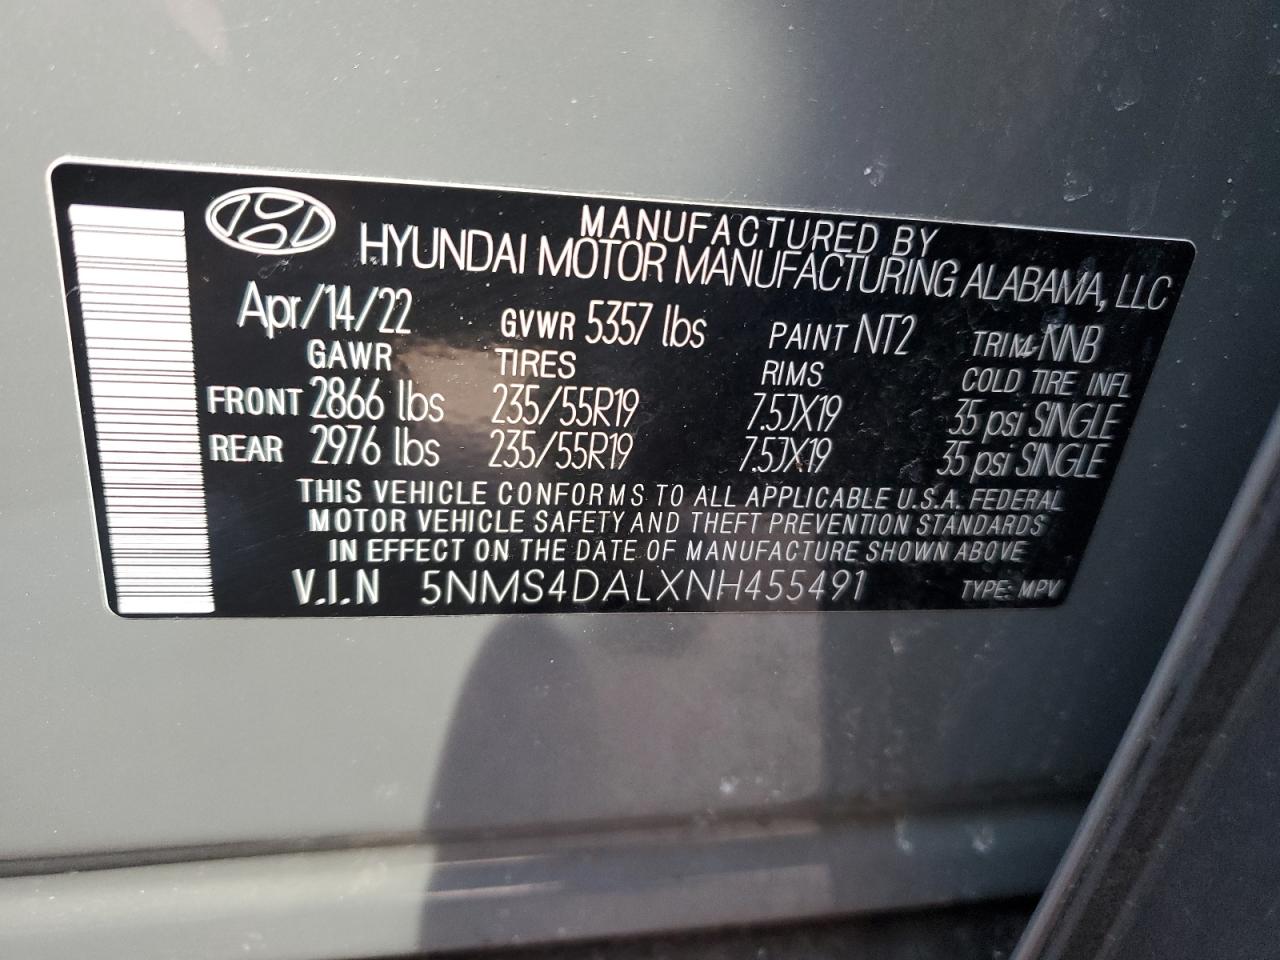 MANUFACTURED BY
HYUNDAI MOTOR MANUFACTURING ALABAMA, LLC
Apr/14/22 GVWR 5357 lbs PAINT NT2 TRIM NNB
GAWR TIRES RIMS COLD TIRE INFL
FRONT 2866 lbs 235/55R19 7.5JX19 35 psi SINGLE
REAR 2976 lbs 235/55R19 7.5JX19 35 psi SINGLE
THIS VEHICLE CONFORMS TO ALL APPLICABLE U.S.A. FEDERAL
MOTOR VEHICLE SAFETY AND THEFT PREVENTION STANDARDS
IN EFFECT ON THE DATE OF MANUFACTURE SHOWN ABOVE
V.I.N 5NMS4DALXNH455491 TYPE: MPV